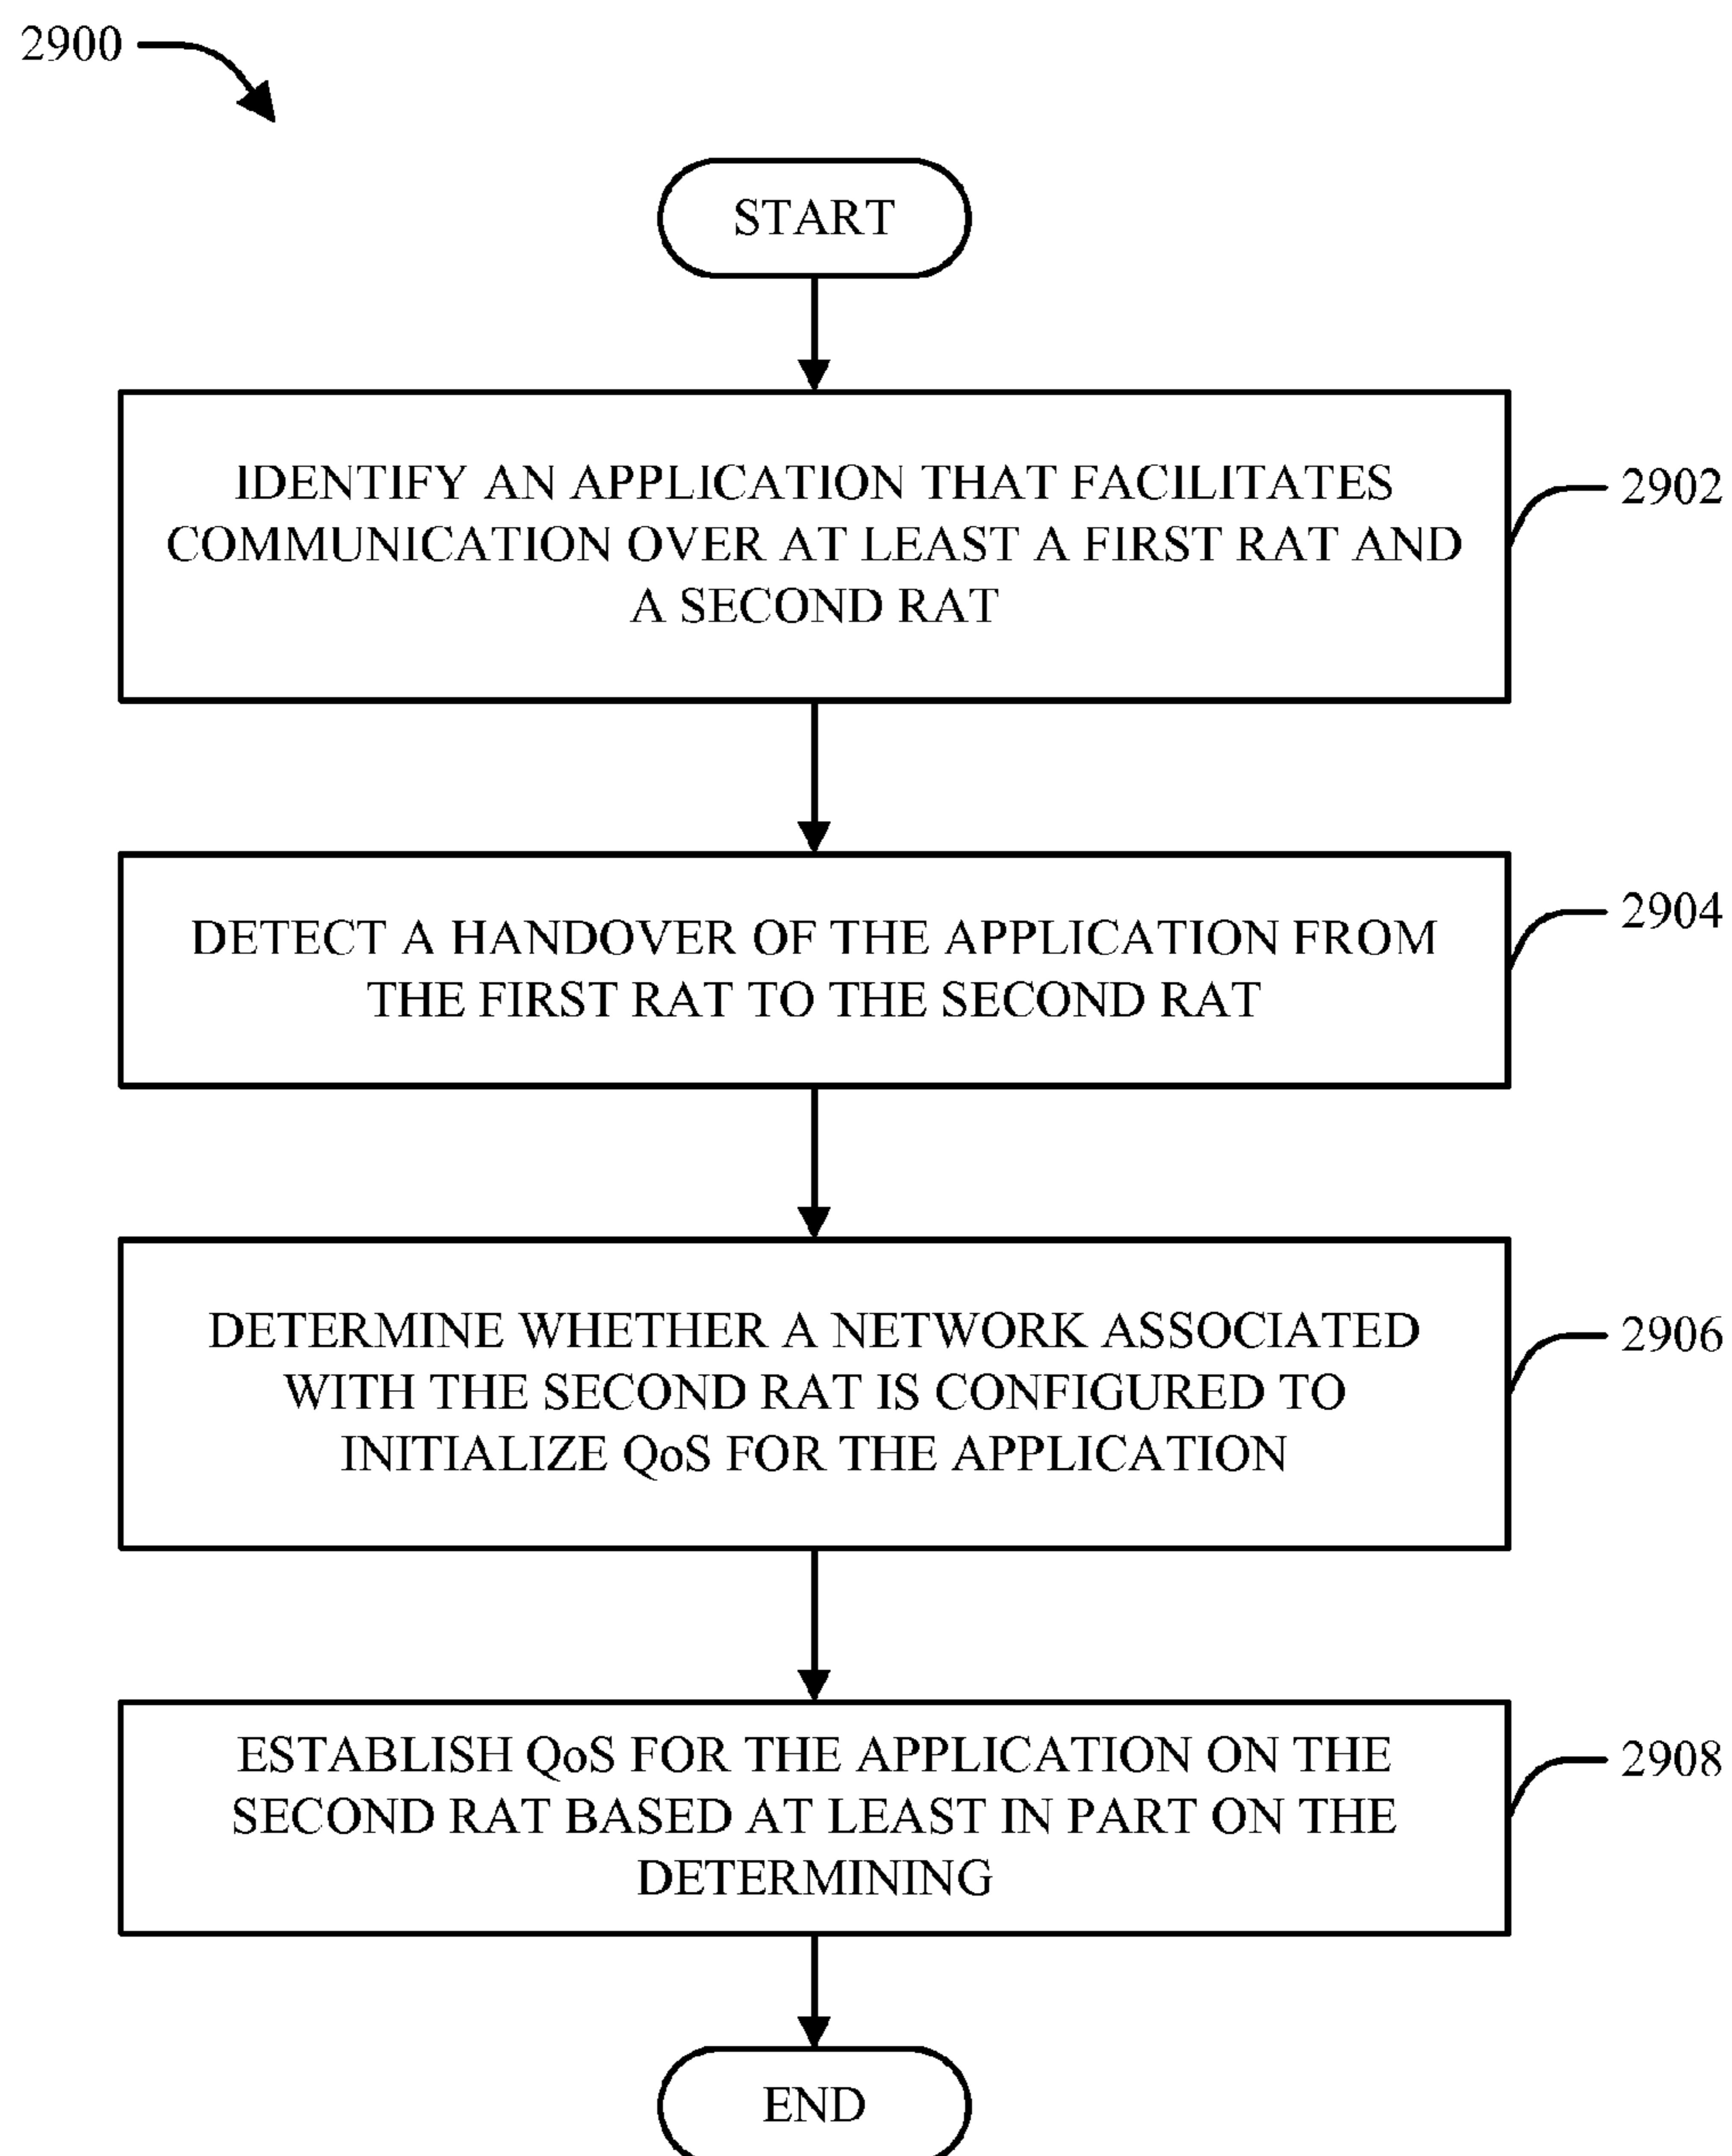 2900
START
IDENTIFY AN APPLICATION THAT FACILITATES
COMMUNICATION OVER AT LEAST A FIRST RAT AND
A SECOND RAT
2902
DETECT A HANDOVER OF THE APPLICATION FROM
THE FIRST RAT TO THE SECOND RAT
2904
DETERMINE WHETHER A NETWORK ASSOCIATED
WITH THE SECOND RAT IS CONFIGURED TO
INITIALIZE QoS FOR THE APPLICATION
2906
ESTABLISH QoS FOR THE APPLICATION ON THE
SECOND RAT BASED AT LEAST IN PART ON THE
DETERMINING
2908
END